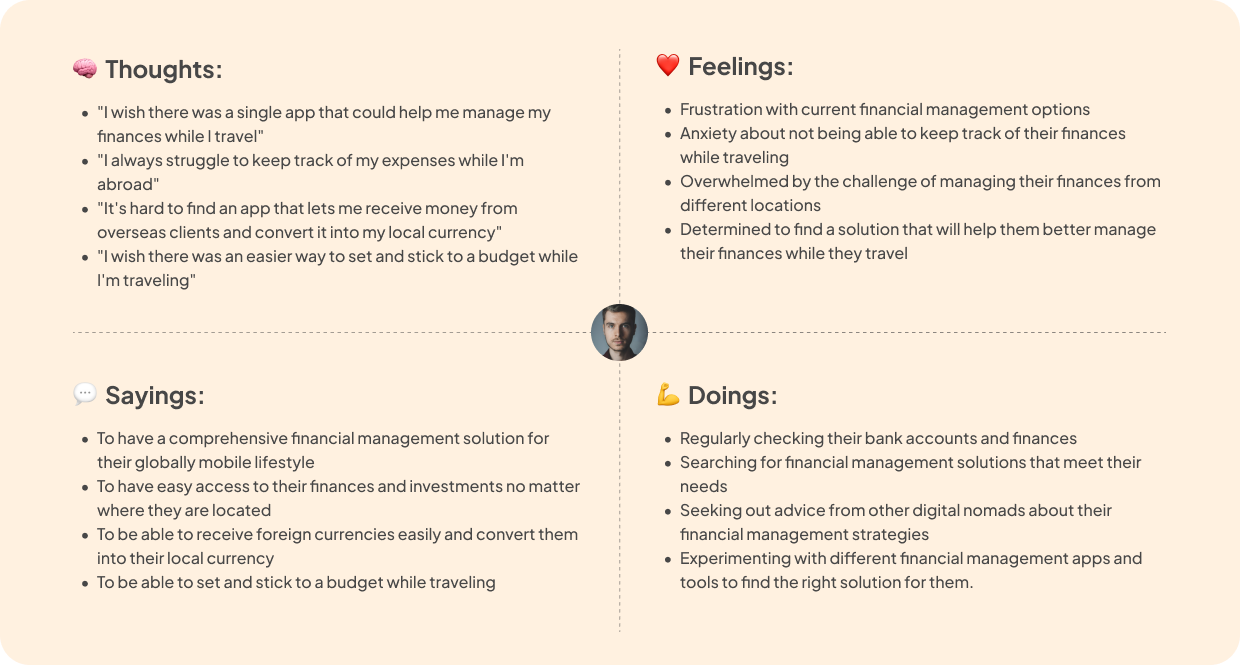 Thoughts:
• "I wish there was a single app that could help me manage my
finances while I travel"
• "I always struggle to keep track of my expenses while I'm
abroad"
• "It's hard to find an app that lets me receive money from
overseas clients and convert it into my local currency"
• "I wish there was an easier way to set and stick to a budget while
I'm traveling"
Feelings:
• Frustration with current financial management options
• Anxiety about not being able to keep track of their finances
while traveling
• Overwhelmed by the challenge of managing their finances from
different locations
• Determined to find a solution that will help them better manage
their finances while they travel
Sayings:
• To have a comprehensive financial management solution for
their globally mobile lifestyle
• To have easy access to their finances and investments no matter
where they are located
• To be able to receive foreign currencies easily and convert them
into their local currency
• To be able to set and stick to a budget while traveling
Doings:
• Regularly checking their bank accounts and finances
• Searching for financial management solutions that meet their
needs
• Seeking out advice from other digital nomads about their
financial management strategies
• Experimenting with different financial management apps and
tools to find the right solution for them.